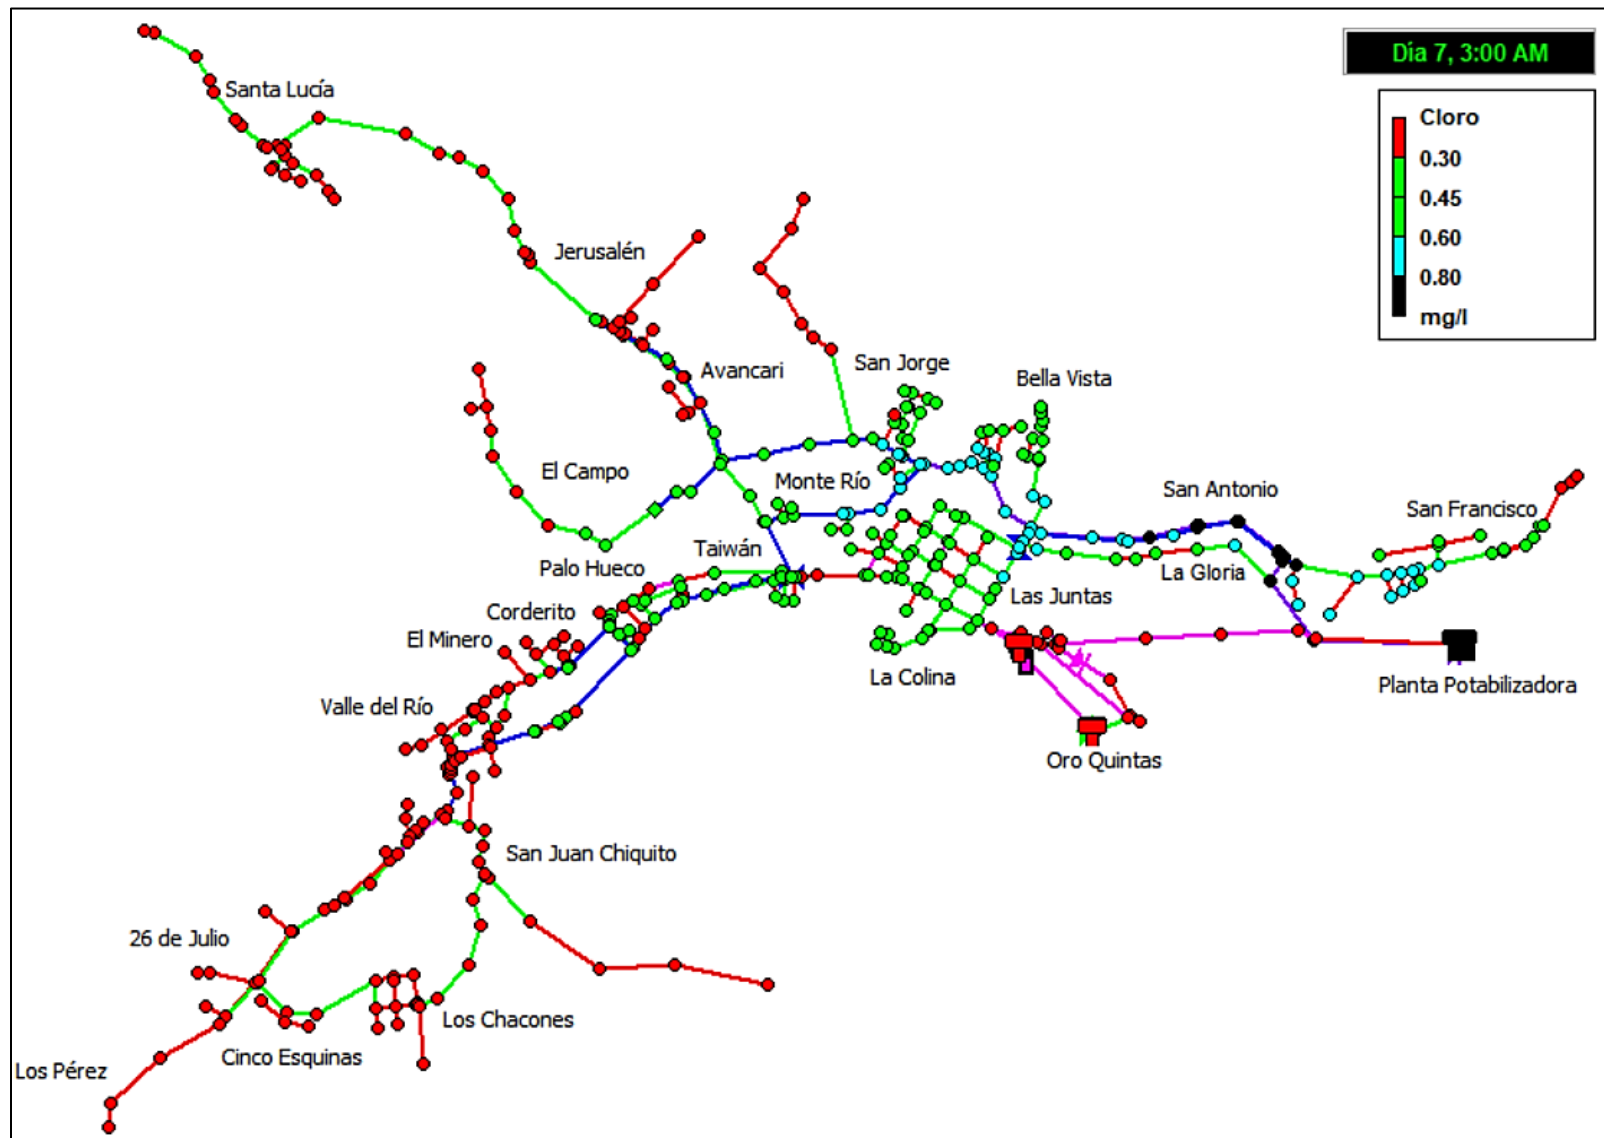 Día 7, 3:00 AM
Cloro
0.30
0.45
0.60
0.80
mg/l
Santa Lucía
Jerusalén
Avancari
San Jorge
Bella Vista
El Campo
Monte Río
San Antonio
San Francisco
Taiwán
Palo Hueco
La Gloria
Corderito
Las Juntas
El Minero
La Colina
Planta Potabilizadora
Valle del Río
Oro Quintas
San Juan Chiquito
26 de Julio
Los Chacones
Cinco Esquinas
Los Pérez